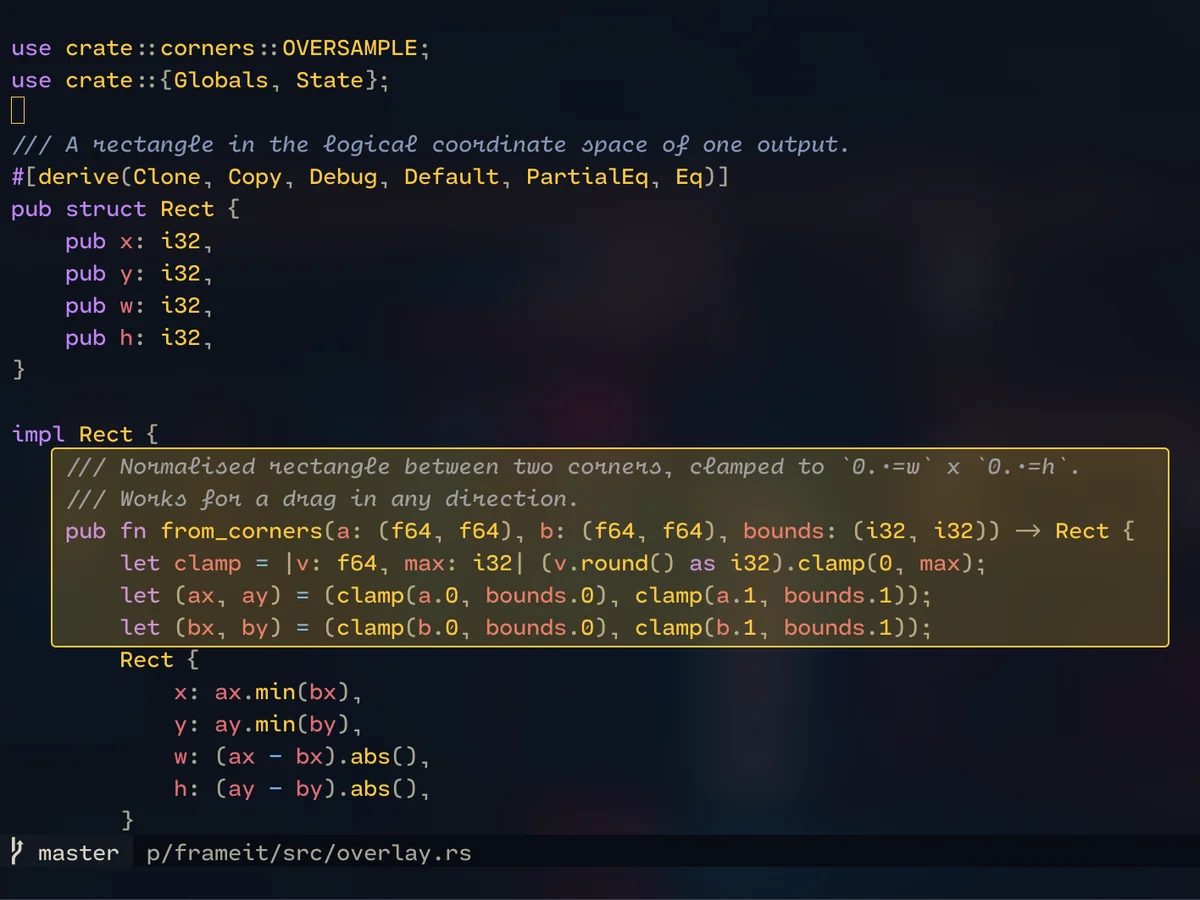 use crate::corners::OVERSAMPLE;
use crate::{Globals, State};
/// A rectangle in the logical coordinate space of one output.
#[derive(Clone, Copy, Debug, Default, PartialEq, Eq)]
pub struct Rect {
    pub x: i32,
    pub y: i32,
    pub w: i32,
    pub h: i32,
}
impl Rect {
    /// Normalised rectangle between two corners, clamped to `0..=w` x `0..=h`.
    /// Works for a drag in any direction.
    pub fn from_corners(a: (f64, f64), b: (f64, f64), bounds: (i32, i32)) -> Rect {
        let clamp = |v: f64, max: i32| (v.round() as i32).clamp(0, max);
        let (ax, ay) = (clamp(a.0, bounds.0), clamp(a.1, bounds.1));
        let (bx, by) = (clamp(b.0, bounds.0), clamp(b.1, bounds.1));
        Rect {
            x: ax.min(bx),
            y: ay.min(by),
            w: (ax - bx).abs(),
            h: (ay - by).abs(),
        }
master p/frameit/src/overlay.rs